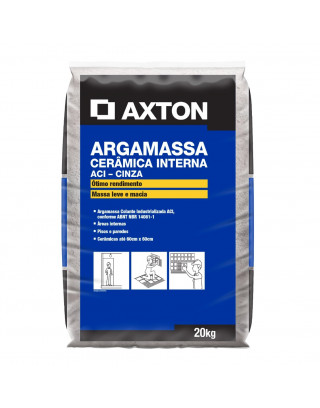 AXTON
ARGAMASSA
CERÂMICA INTERNA
ACI – CINZA
Ótimo rendimento
Massa leve e macia
• Argamassa Colante Industrializada ACI,
conforme ABNT NBR 14081-1
• Áreas internas
• Pisos e paredes
• Cerâmicas até 60cm x 60cm
20kg